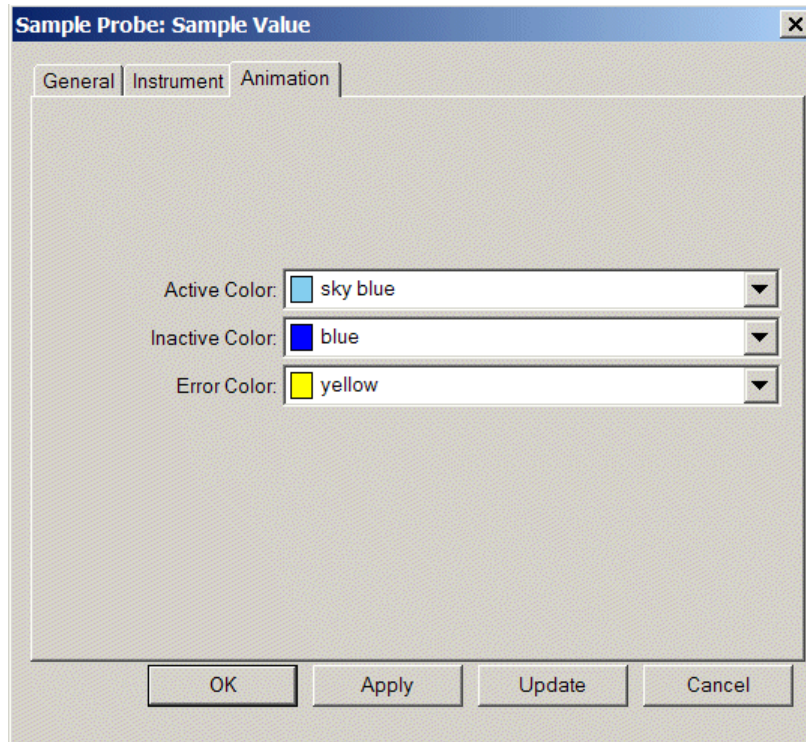 Sample Probe: Sample Value
General Instrument Animation
Active Color: sky blue
Inactive Color: blue
Error Color: yellow
OK Apply Update Cancel